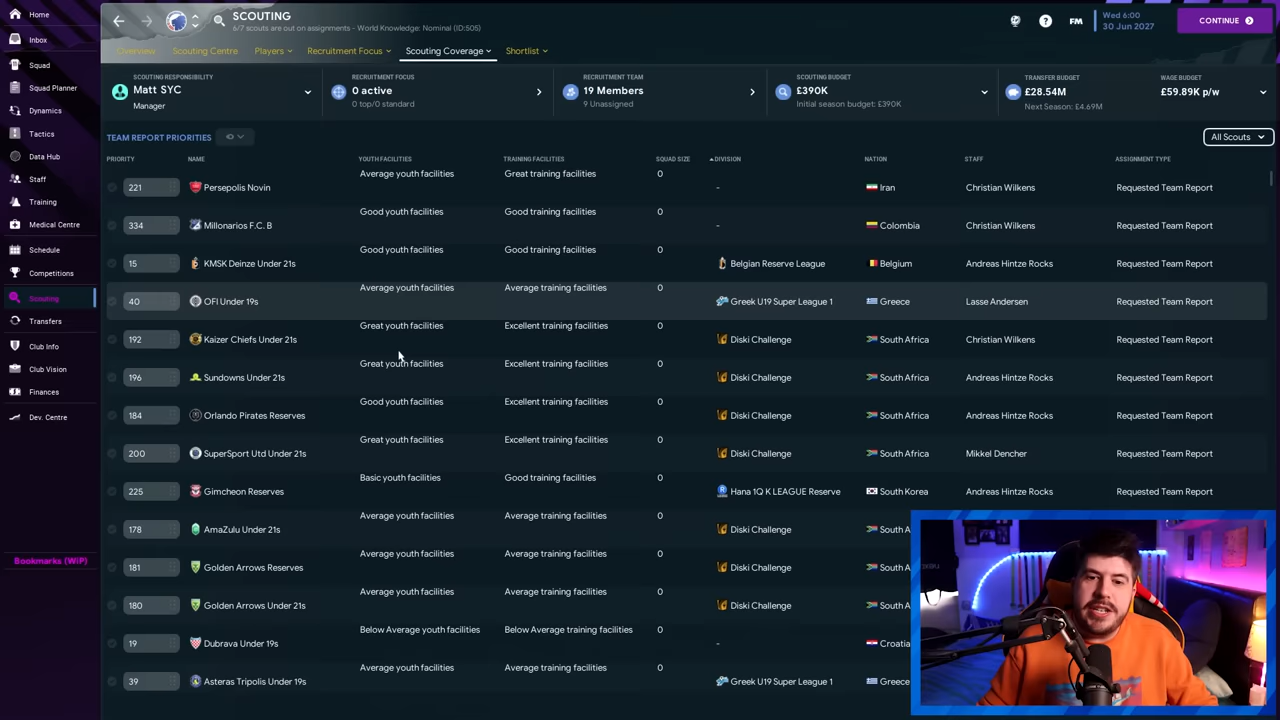 Home
Inbox
Squad
Squad Planner
Dynamics
Tactics
Data Hub
Staff
Training
Medical Centre
Schedule
Competitions
Scouting
Transfers
Club Info
Club Vision
Finances
Dev. Centre
Bookmarks (WiP)
SCOUTING
6/7 scouts are out on assignments - World Knowledge: Nominal (ID:505)
FM
Wed 6:00
30 Jun 2027
CONTINUE
Overview
Scouting Centre
Players
Recruitment Focus
Scouting Coverage
Shortlist
SCOUTING RESPONSIBILITY
Matt SYC
Manager
RECRUITMENT FOCUS
0 active
0 top/0 standard
RECRUITMENT TEAM
19 Members
9 Unassigned
SCOUTING BUDGET
£390K
Initial season budget: £390K
TRANSFER BUDGET
£28.54M
Next Season: £4.69M
WAGE BUDGET
£59.89K p/w
TEAM REPORT PRIORITIES
All Scouts
PRIORITY NAME YOUTH FACILITIES TRAINING FACILITIES SQUAD SIZE DIVISION NATION STAFF ASSIGNMENT TYPE
221 Persepolis Novin Average youth facilities Great training facilities 0 - Iran Christian Wilkens Requested Team Report
334 Millonarios F.C. B Good youth facilities Good training facilities 0 - Colombia Christian Wilkens Requested Team Report
15 KMSK Deinze Under 21s Good youth facilities Good training facilities 0 Belgian Reserve League Belgium Andreas Hintze Rocks Requested Team Report
40 OFI Under 19s Average youth facilities Average training facilities 0 Greek U19 Super League 1 Greece Lasse Andersen Requested Team Report
192 Kaizer Chiefs Under 21s Great youth facilities Excellent training facilities 0 Diski Challenge South Africa Christian Wilkens Requested Team Report
196 Sundowns Under 21s Great youth facilities Excellent training facilities 0 Diski Challenge South Africa Andreas Hintze Rocks Requested Team Report
184 Orlando Pirates Reserves Good youth facilities Excellent training facilities 0 Diski Challenge South Africa Andreas Hintze Rocks Requested Team Report
200 SuperSport Utd Under 21s Great youth facilities Excellent training facilities 0 Diski Challenge South Africa Mikkel Dencher Requested Team Report
225 Gimcheon Reserves Basic youth facilities Good training facilities 0 Hana 1Q K LEAGUE Reserve South Korea Andreas Hintze Rocks Requested Team Report
178 AmaZulu Under 21s Average youth facilities Average training facilities 0 Diski Challenge South A
181 Golden Arrows Reserves Average youth facilities Average training facilities 0 Diski Challenge South A
180 Golden Arrows Under 21s Average youth facilities Average training facilities 0 Diski Challenge South A
19 Dubrava Under 19s Below Average youth facilities Below Average training facilities 0 - Croatia
39 Asteras Tripolis Under 19s Average youth facilities Average training facilities 0 Greek U19 Super League 1 Greece